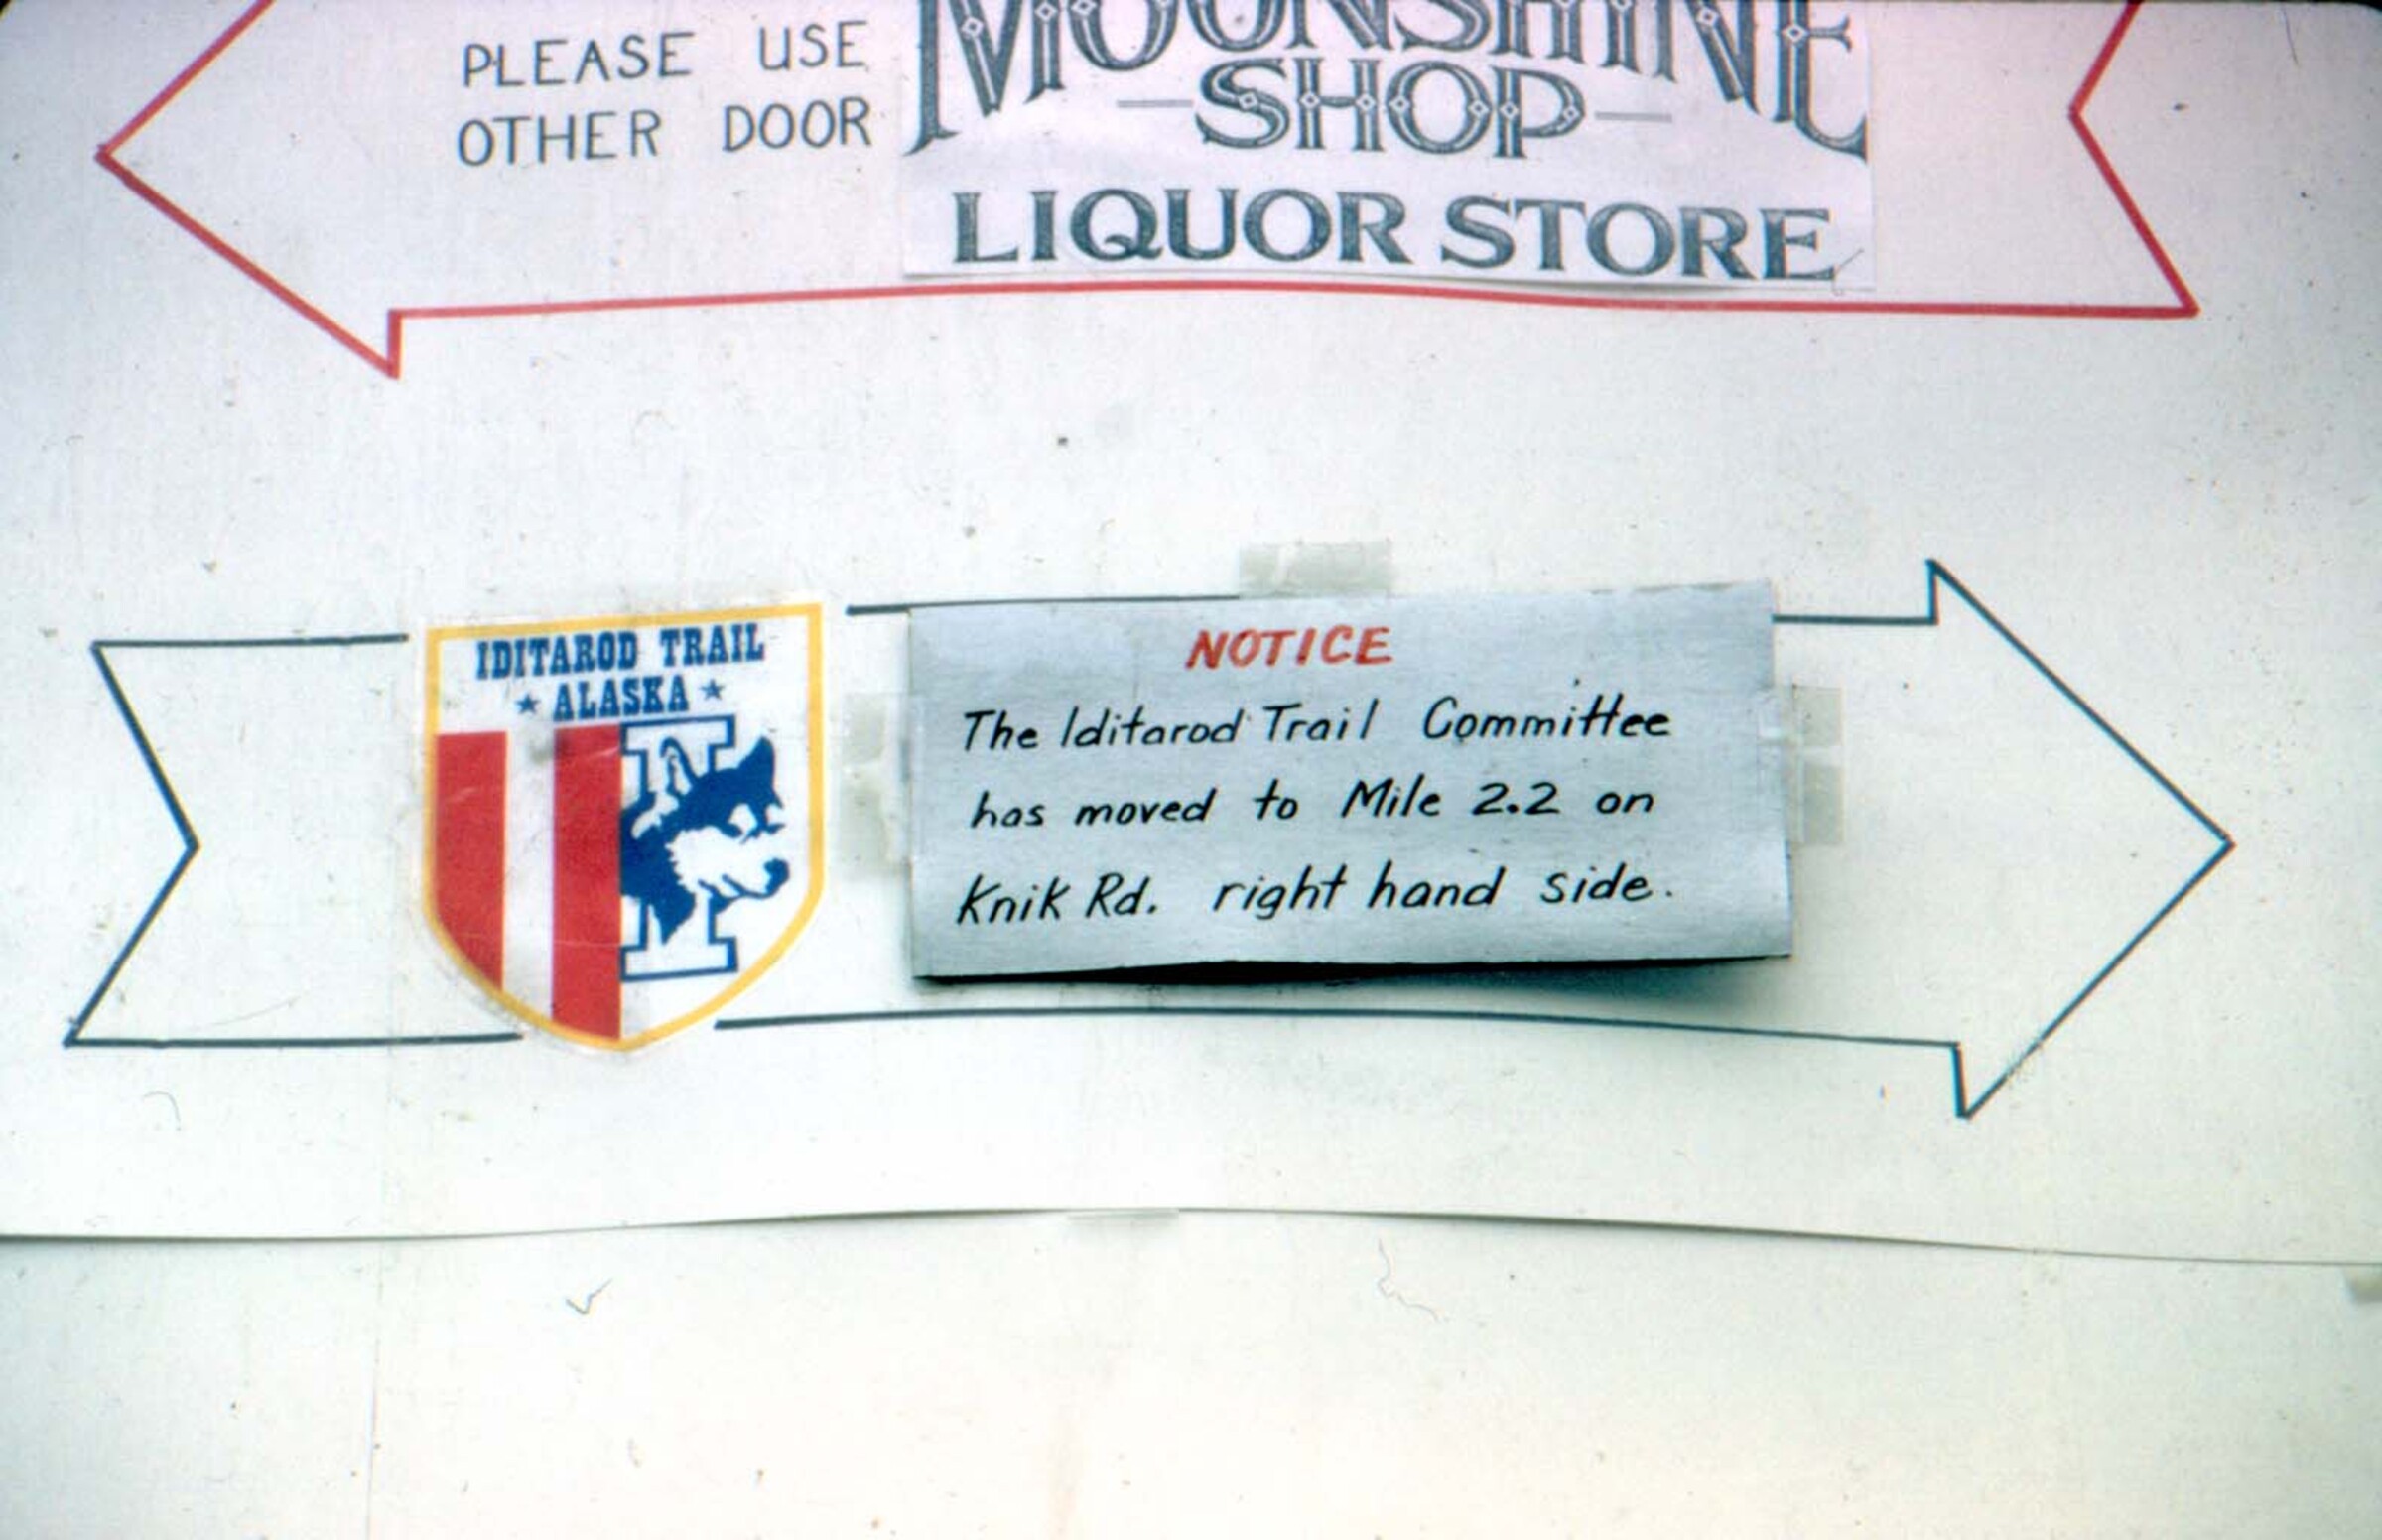 PLEASE USE
OTHER DOOR
MOONSHINE
SHOP
LIQUOR STORE
IDITAROD TRAIL
ALASKA
I
NOTICE
The Iditarod Trail Committee
has moved to Mile 2.2 on
Knik Rd. right hand side.